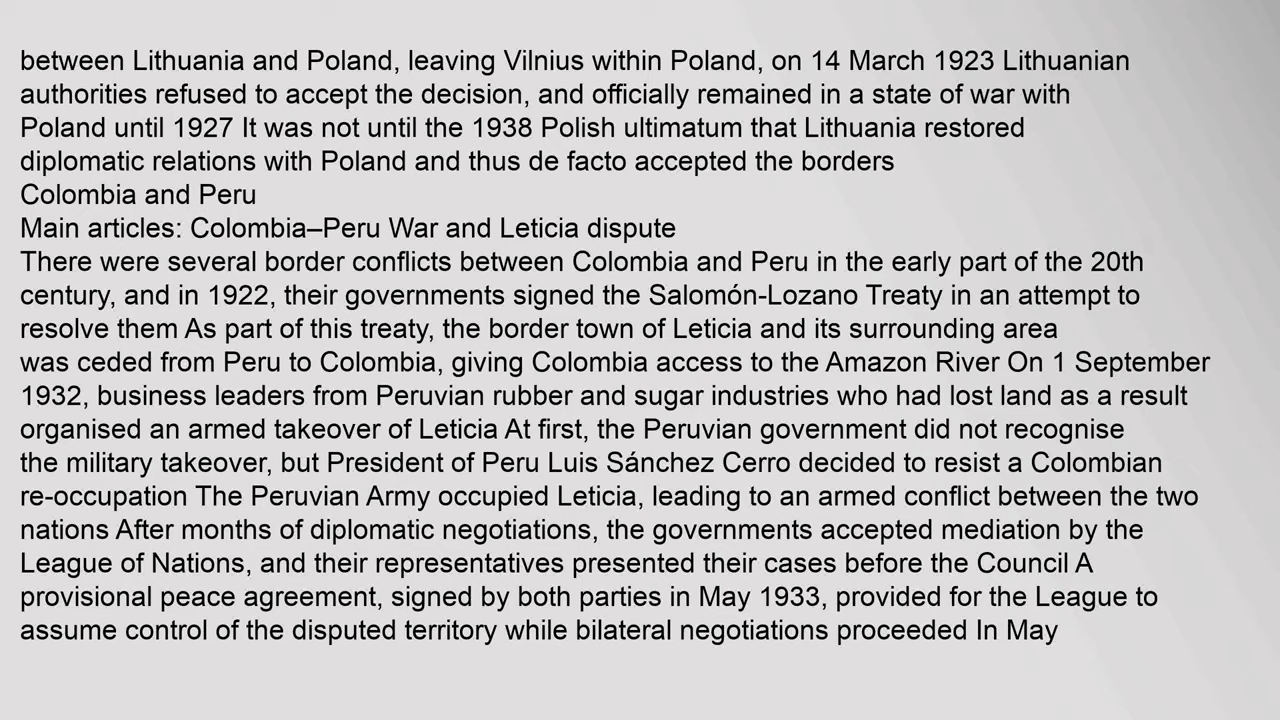 between Lithuania and Poland, leaving Vilnius within Poland, on 14 March 1923 Lithuanian
authorities refused to accept the decision, and officially remained in a state of war with
Poland until 1927 It was not until the 1938 Polish ultimatum that Lithuania restored
diplomatic relations with Poland and thus de facto accepted the borders
Colombia and Peru
Main articles: Colombia–Peru War and Leticia dispute
There were several border conflicts between Colombia and Peru in the early part of the 20th
century, and in 1922, their governments signed the Salomón-Lozano Treaty in an attempt to
resolve them As part of this treaty, the border town of Leticia and its surrounding area
was ceded from Peru to Colombia, giving Colombia access to the Amazon River On 1 September
1932, business leaders from Peruvian rubber and sugar industries who had lost land as a result
organised an armed takeover of Leticia At first, the Peruvian government did not recognise
the military takeover, but President of Peru Luis Sánchez Cerro decided to resist a Colombian
re-occupation The Peruvian Army occupied Leticia, leading to an armed conflict between the two
nations After months of diplomatic negotiations, the governments accepted mediation by the
League of Nations, and their representatives presented their cases before the Council A
provisional peace agreement, signed by both parties in May 1933, provided for the League to
assume control of the disputed territory while bilateral negotiations proceeded In May